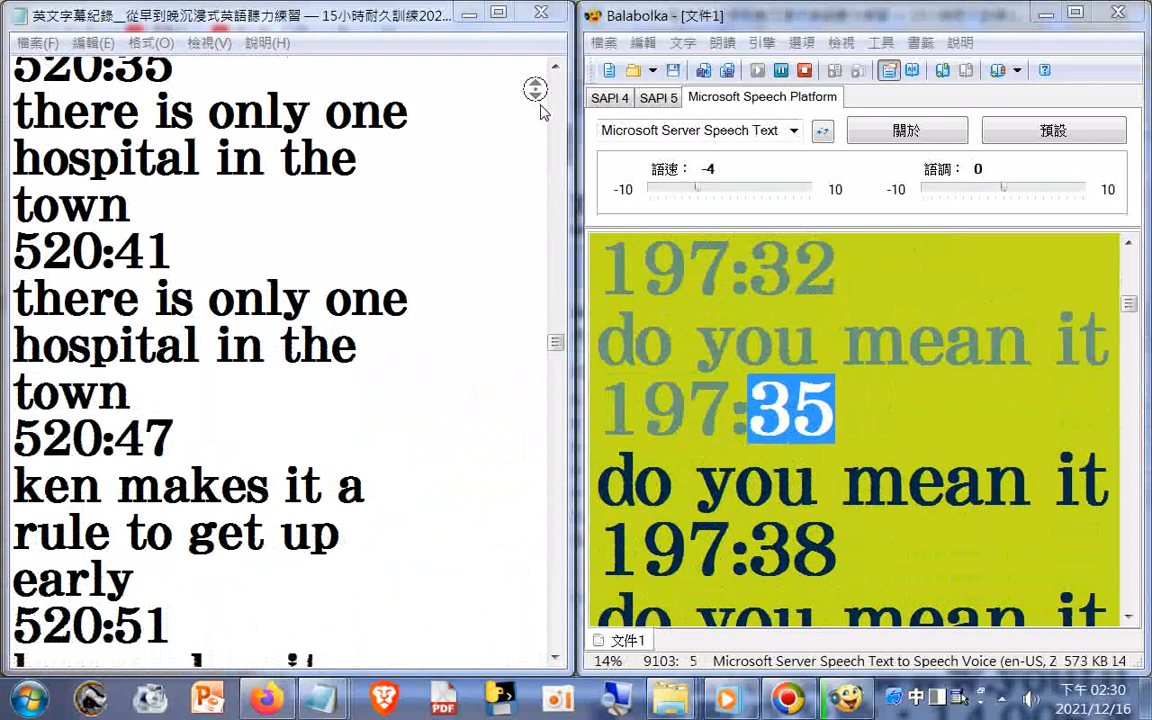 英文字幕紀錄__從早到晚沉浸式英語聽力練習 — 15小時耐久訓練202...
檔案(F) 編輯(E) 格式(O) 檢視(V) 說明(H)
520:35
there is only one
hospital in the
town
520:41
there is only one
hospital in the
town
520:47
ken makes it a
rule to get up
early
520:51
Balabolka - [文件1]
檔案 編輯 文字 朗讀 引擎 選項 檢視 工具 書籤 說明
SAPI 4 SAPI 5 Microsoft Speech Platform
Microsoft Server Speech Text 關於 預設
語速： -4 語調： 0
-10 10 -10 10
197:32
do you mean it
197:35
do you mean it
197:38
do you mean it
文件1
14% 9103: 5 Microsoft Server Speech Text to Speech Voice (en-US, Z 573 KB 14
PDF
中
下午 02:30
2021/12/16